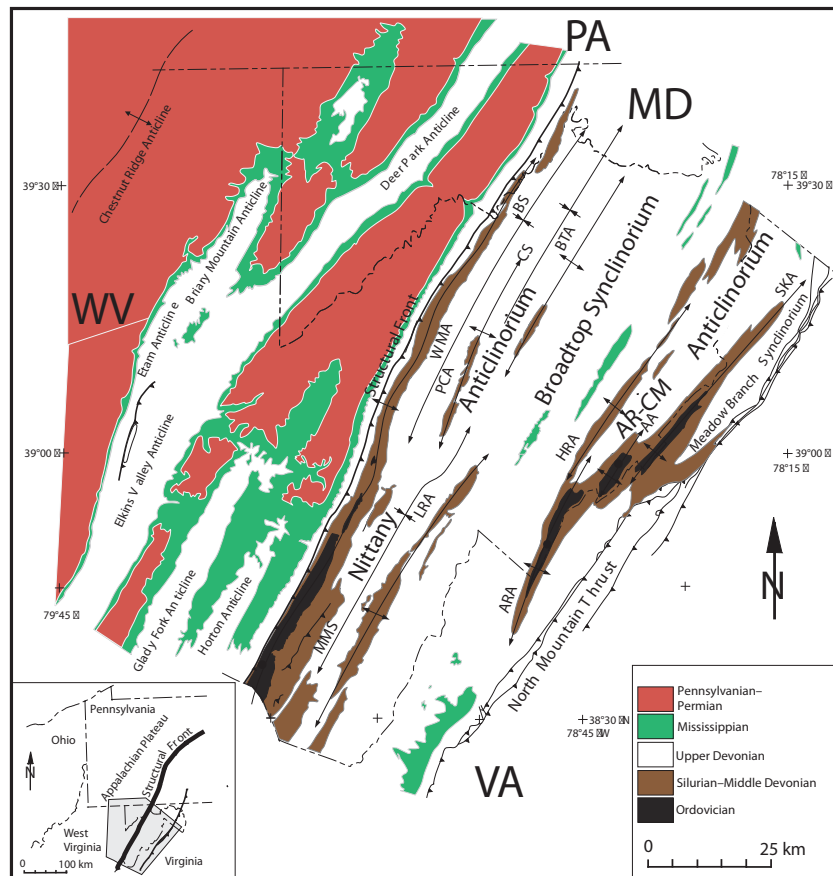 PA
MD
WV
VA
Chestnut Ridge Anticline
Deer Park Anticline
Briary Mountain Anticline
Etam Anticline
Elkins Valley Anticline
Glady Fork Anticline
Horton Anticline
Structural Front
Nittany
Anticlinorium
Broadtop Synclinorium
AR-CM
Anticlinorium
Meadow Branch
Synclinorium
North Mountain Thrust
BS
CS
BTA
WMA
PCA
LRA
MMS
HRA
AA
SKA
ARA
39°30
39°00
79°45
78°15
39°30
39°00
78°15
38°30 N
78°45 W
N
Pennsylvanian–
Permian
Mississippian
Upper Devonian
Silurian–Middle Devonian
Ordovician
0 25 km
Pennsylvania
Ohio
Appalachian Plateau
Structural Front
N
West
Virginia
Virginia
0 100 km